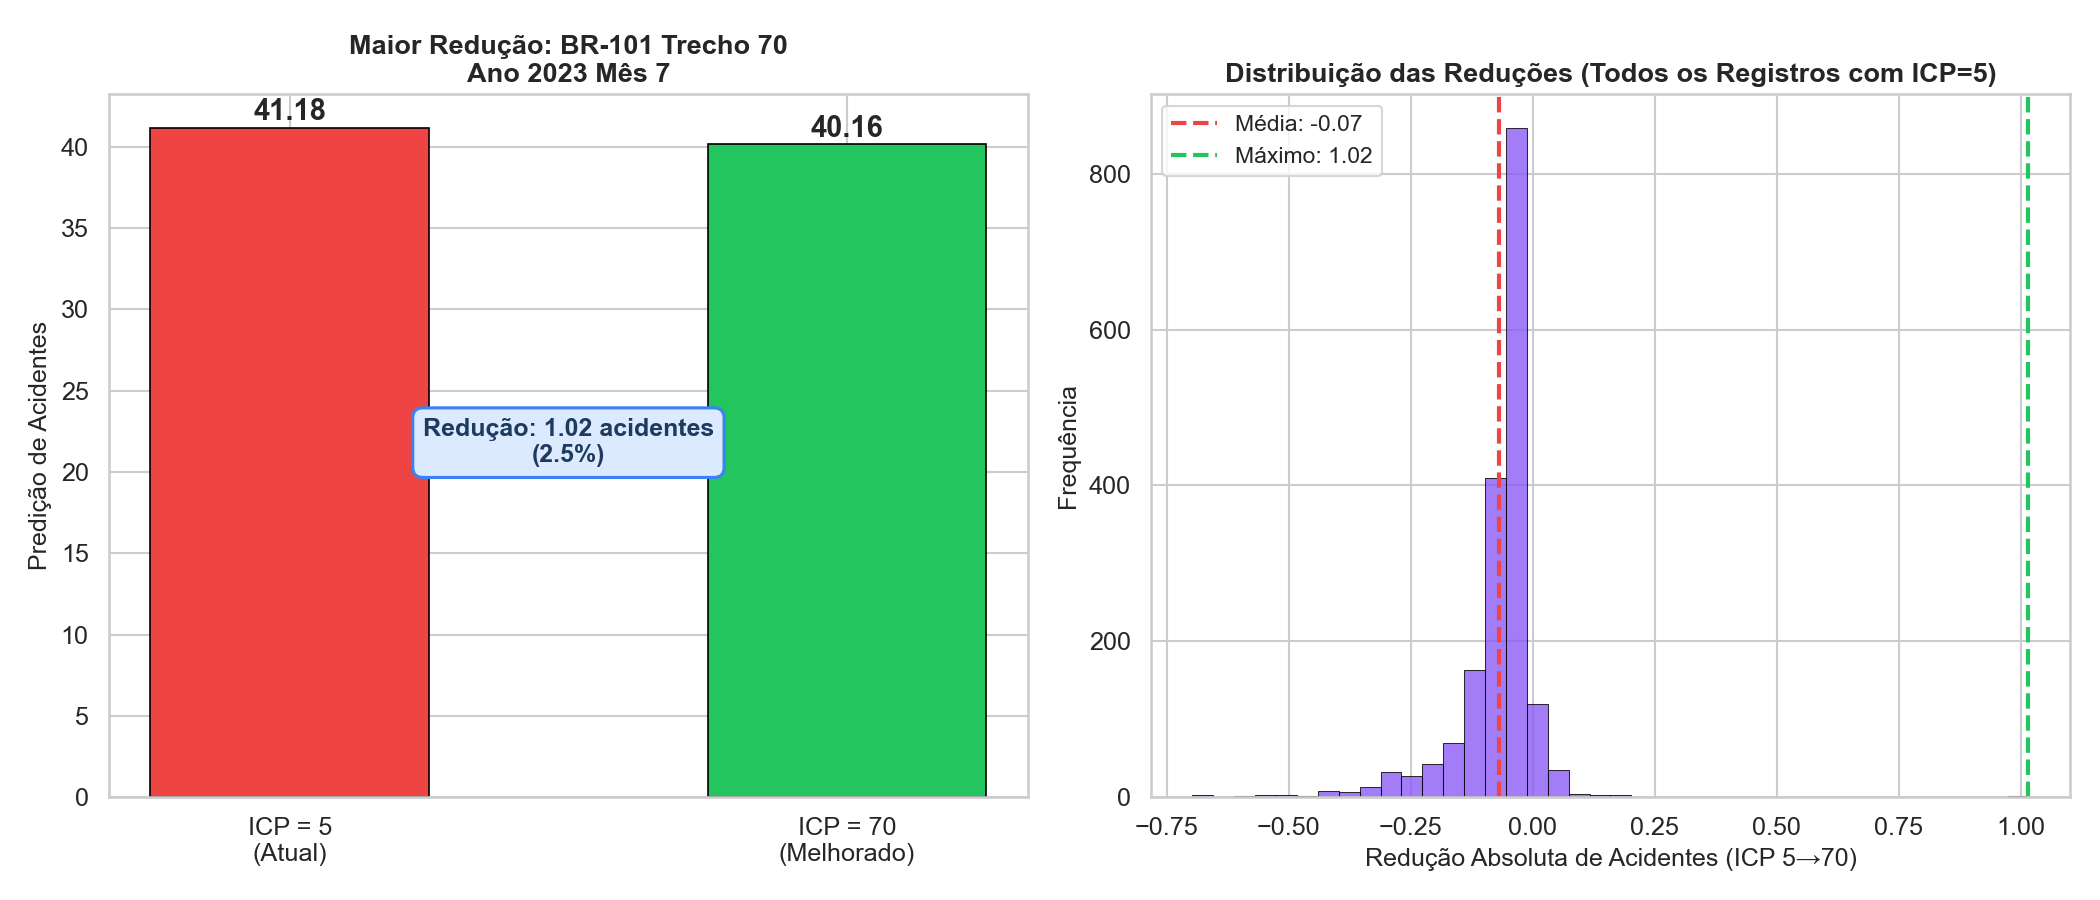 Maior Redução: BR-101 Trecho 70
Ano 2023 Mês 7
41.18
40.16
Redução: 1.02 acidentes
(2.5%)
Predição de Acidentes
40
35
30
25
20
15
10
5
0
ICP = 5
(Atual)
ICP = 70
(Melhorado)
Distribuição das Reduções (Todos os Registros com ICP=5)
Média: -0.07
Máximo: 1.02
Frequência
800
600
400
200
0
−0.75
−0.50
−0.25
0.00
0.25
0.50
0.75
1.00
Redução Absoluta de Acidentes (ICP 5→70)